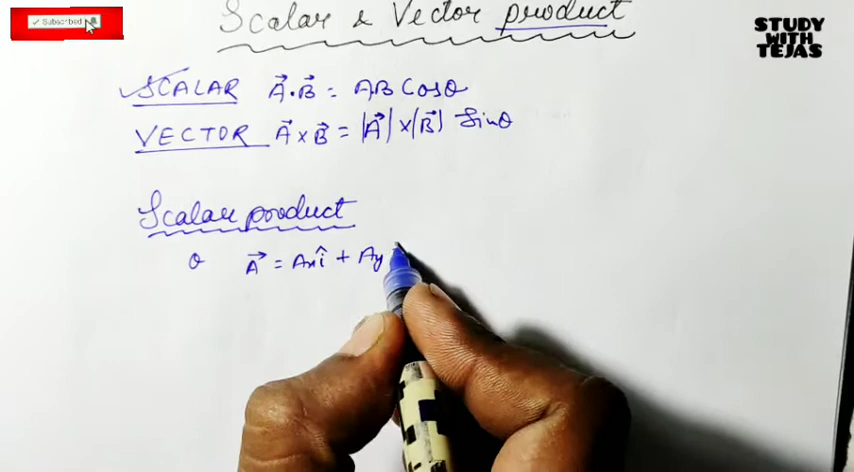 Subscribed
Scalar & Vector product
STUDY
WITH
TEJAS
SCALAR A⃗·B⃗ = AB Cosθ
VECTOR A⃗×B⃗ = |A⃗|×|B⃗| Sinθ
Scalar product
θ A⃗ = Axî + Ay